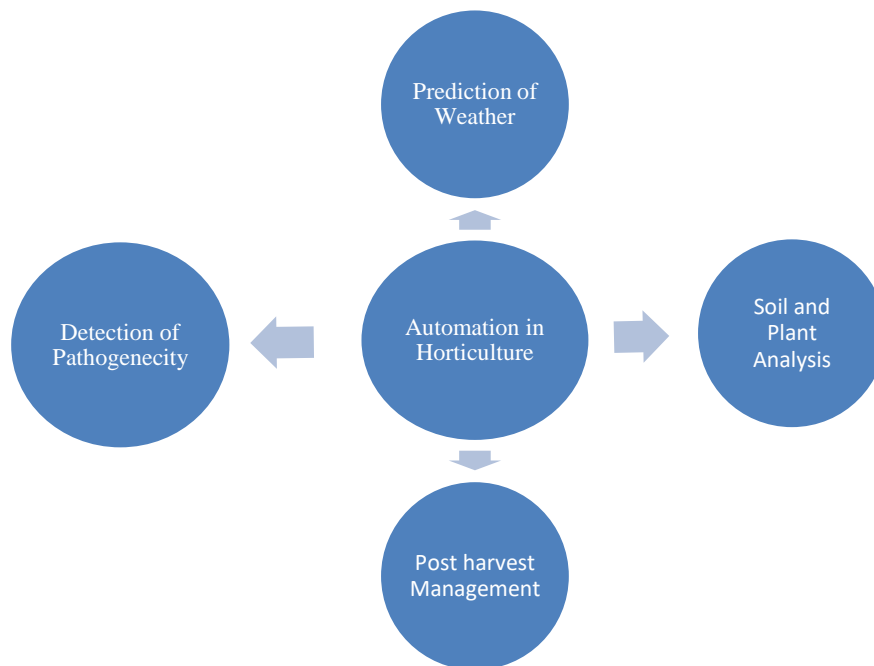 Prediction of
Weather
Detection of
Pathogenecity
Automation in
Horticulture
Soil and
Plant
Analysis
Post harvest
Management